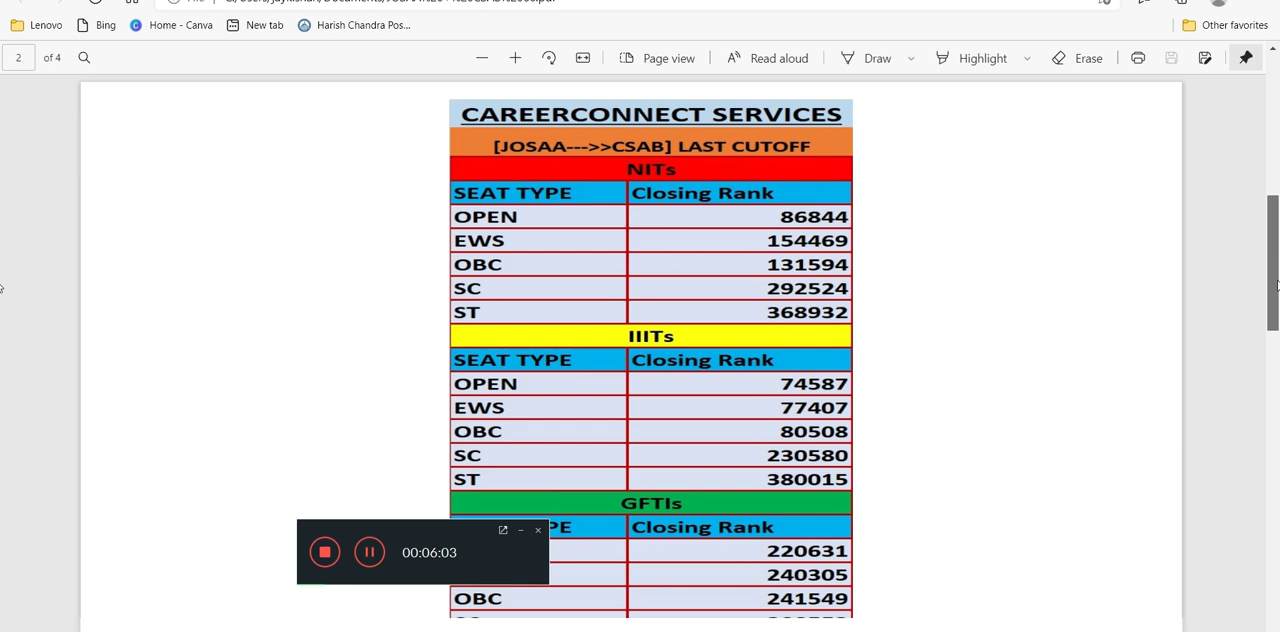 Lenovo Bing Home - Canva New tab Harish Chandra Pos... Other favorites
2 of 4 Page view Read aloud Draw Highlight Erase
CAREERCONNECT SERVICES
[JOSAA--->>CSAB] LAST CUTOFF
NITs
SEAT TYPE Closing Rank
OPEN 86844
EWS 154469
OBC 131594
SC 292524
ST 368932
IIITs
SEAT TYPE Closing Rank
OPEN 74587
EWS 77407
OBC 80508
SC 230580
ST 380015
GFTIs
PE Closing Rank
220631
240305
00:06:03
OBC 241549